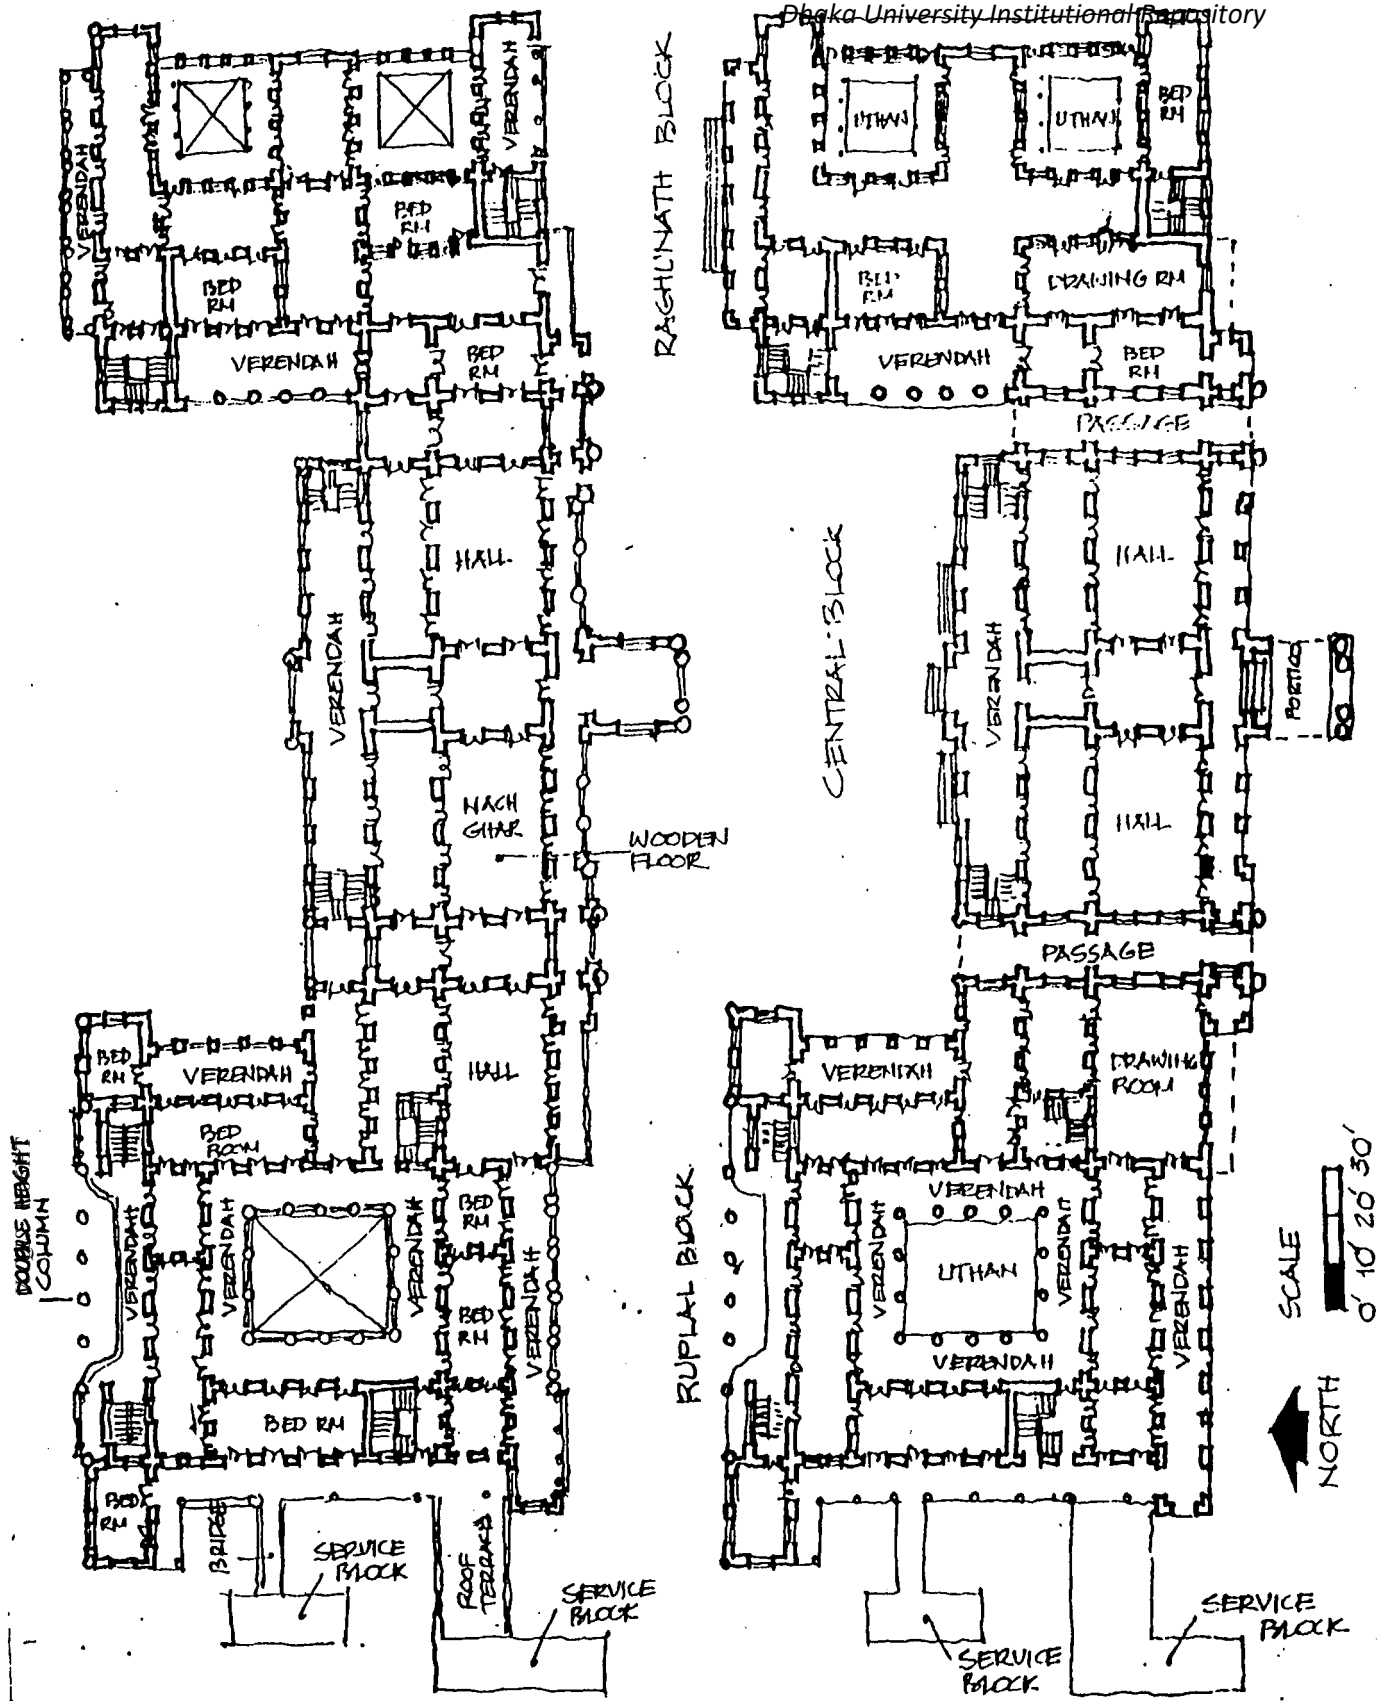 Dhaka University Institutional Repository
VERENDAH
VERENDAH
BED
RM
BED
RM
VERENDAH
BED
RM
HALL
VERENDAH
NACH
GHAR
WOODEN
FLOOR
HALL
BED
RM
VERENDAH
BED
ROOM
DOUBLE HEIGHT
COLUMN
VERENDAH
VERENDAH
VERENDAH
BED
RM
BED
RM
VERENDAH
BED RM
BED
RM
BRIDGE
SERVICE
BLOCK
ROOF
TERRACE
SERVICE
BLOCK
RAGHUNATH BLOCK
UTHAN
UTHAN
BED
RM
BED
RM
DRAWING RM
VERENDAH
BED
RM
PASSAGE
CENTRAL BLOCK
HALL
VERENDAH
PORTICO
HALL
PASSAGE
VERENDAH
DRAWING
ROOM
RUPLAL BLOCK
VERENDAH
VERENDAH
UTHAN
VERENDAH
VERENDAH
VERENDAH
SERVICE
BLOCK
SERVICE
BLOCK
SCALE
0' 10' 20' 30'
NORTH